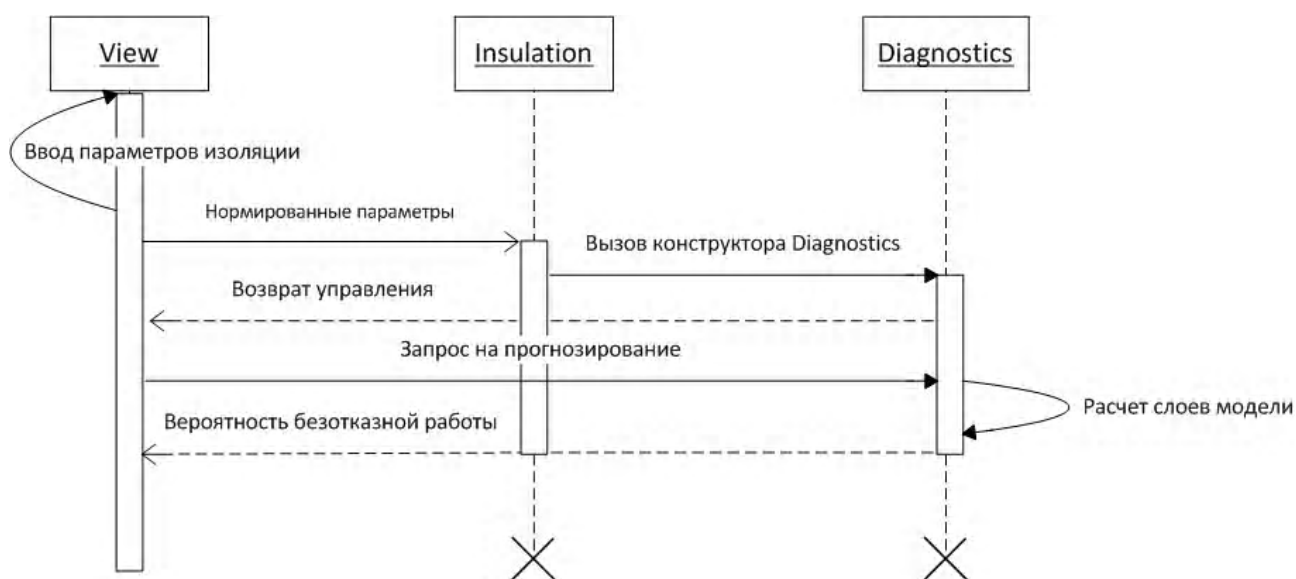 View
Insulation
Diagnostics
Ввод параметров изоляции
Нормированные параметры
Вызов конструктора Diagnostics
Возврат управления
Запрос на прогнозирование
Вероятность безотказной работы
Расчет слоев модели